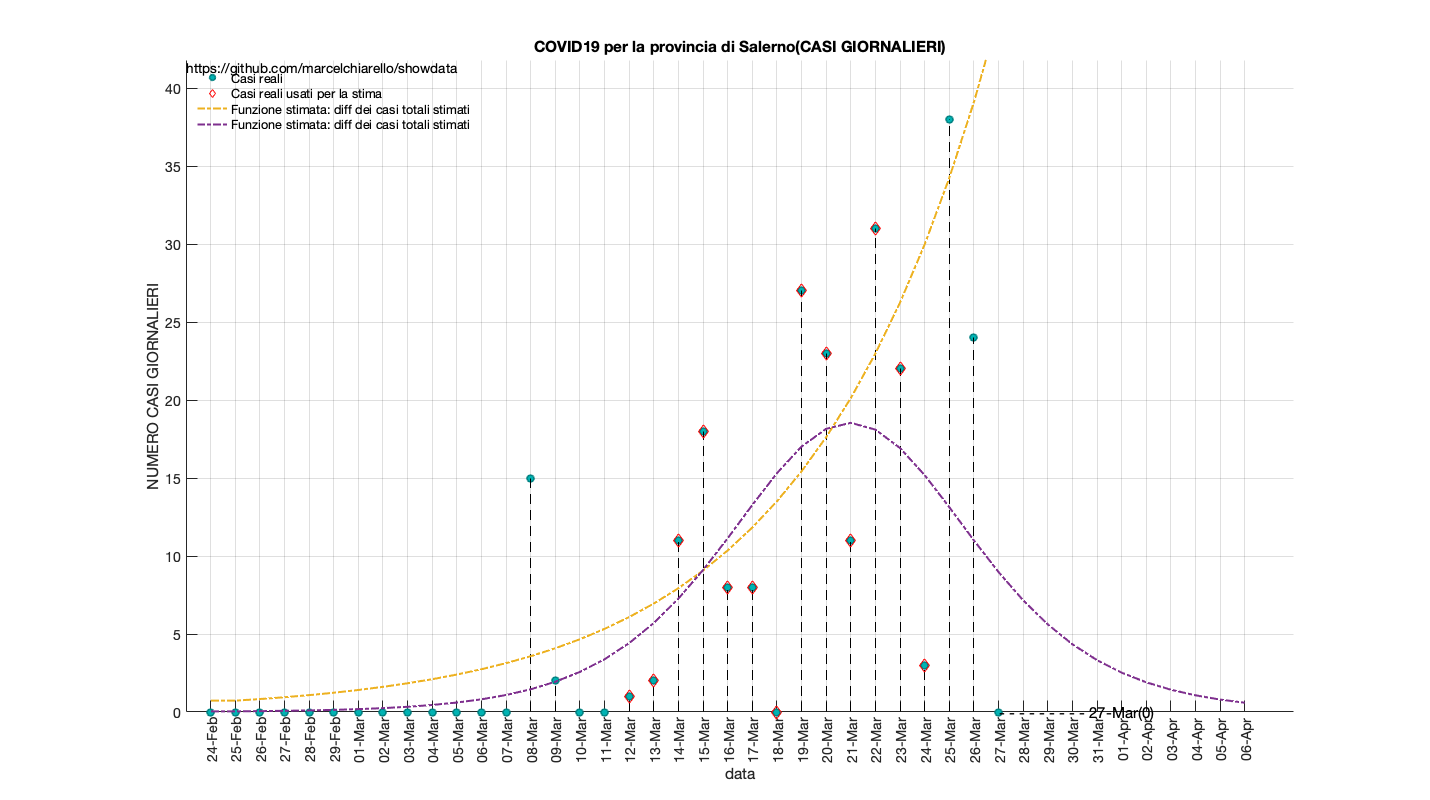 COVID19 per la provincia di Salerno(CASI GIORNALIERI)
https://github.com/marcelchiarello/showdata
Casi reali
Casi reali usati per la stima
Funzione stimata: diff dei casi totali stimati
Funzione stimata: diff dei casi totali stimati
NUMERO CASI GIORNALIERI
40
35
30
25
20
15
10
5
0
27-Mar(0)
24-Feb
25-Feb
26-Feb
27-Feb
28-Feb
29-Feb
01-Mar
02-Mar
03-Mar
04-Mar
05-Mar
06-Mar
07-Mar
08-Mar
09-Mar
10-Mar
11-Mar
12-Mar
13-Mar
14-Mar
15-Mar
16-Mar
17-Mar
18-Mar
19-Mar
20-Mar
21-Mar
22-Mar
23-Mar
24-Mar
25-Mar
26-Mar
27-Mar
28-Mar
29-Mar
30-Mar
31-Mar
01-Apr
02-Apr
03-Apr
04-Apr
05-Apr
06-Apr
data